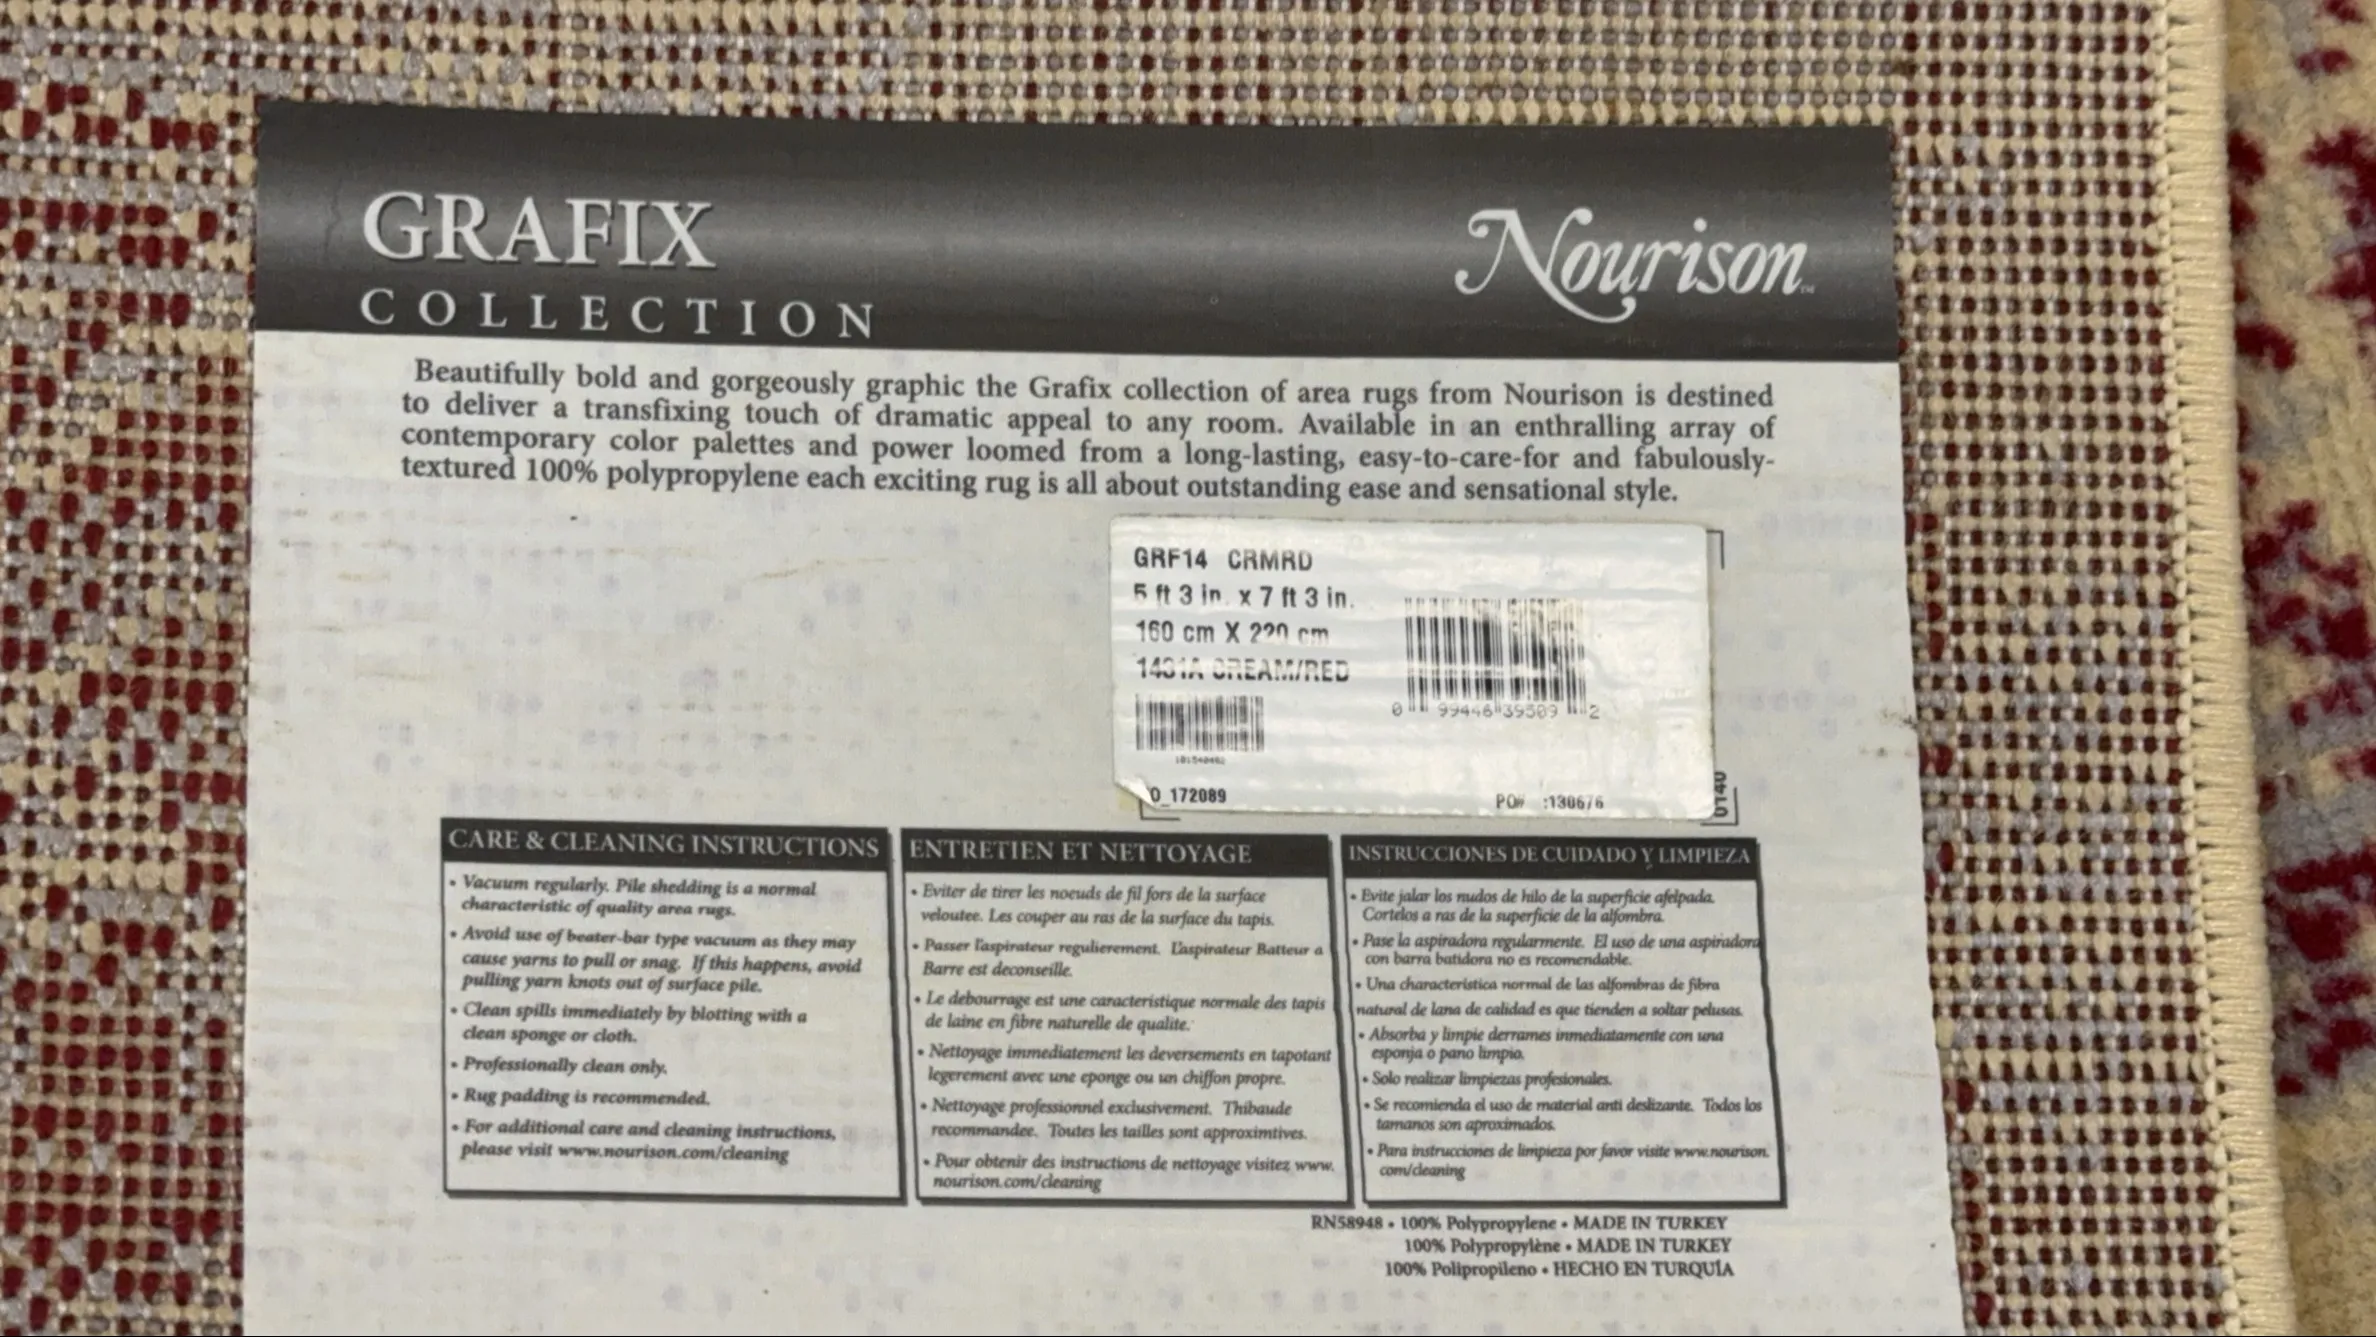 GRAFIX
COLLECTION
Nourison™
Beautifully bold and gorgeously graphic the Grafix collection of area rugs from Nourison is destined
to deliver a transfixing touch of dramatic appeal to any room. Available in an enthralling array of
contemporary color palettes and power loomed from a long-lasting, easy-to-care-for and fabulously-
textured 100% polypropylene each exciting rug is all about outstanding ease and sensational style.
GRF14 CRMRD
5 ft 3 in. x 7 ft 3 in.
160 cm X 220 cm
1431A CREAM/RED
0 99446 39509 2
O_172089
PO# :130676
0140
CARE & CLEANING INSTRUCTIONS
• Vacuum regularly. Pile shedding is a normal
characteristic of quality area rugs.
• Avoid use of beater-bar type vacuum as they may
cause yarns to pull or snag. If this happens, avoid
pulling yarn knots out of surface pile.
• Clean spills immediately by blotting with a
clean sponge or cloth.
• Professionally clean only.
• Rug padding is recommended.
• For additional care and cleaning instructions,
please visit www.nourison.com/cleaning
ENTRETIEN ET NETTOYAGE
• Eviter de tirer les noeuds de fil fors de la surface
veloutee. Les couper au ras de la surface du tapis.
• Passer l'aspirateur regulierement. L'aspirateur Batteur a
Barre est deconseille.
• Le debourrage est une caracteristique normale des tapis
de laine en fibre naturelle de qualite.
• Nettoyage immediatement les deversements en tapotant
legerement avec une eponge ou un chiffon propre.
• Nettoyage professionnel exclusivement. Thibaude
recommandee. Toutes les tailles sont approximtives.
• Pour obtenir des instructions de nettoyage visitez www.
nourison.com/cleaning
INSTRUCCIONES DE CUIDADO Y LIMPIEZA
• Evite jalar los nudos de hilo de la superficie afelpada.
Cortelos a ras de la superficie de la alfombra.
• Pase la aspiradora regularmente. El uso de una aspiradora
con barra batidora no es recomendable.
• Una characteristica normal de las alfombras de fibra
natural de lana de calidad es que tienden a soltar pelusas.
• Absorba y limpie derrames inmediatamente con una
esponja o pano limpio.
• Solo realizar limpiezas profesionales.
• Se recomienda el uso de material anti deslizante. Todos los
tamanos son aproximados.
• Para instrucciones de limpieza por favor visite www.nourison.
com/cleaning
RN58948 • 100% Polypropylene • MADE IN TURKEY
100% Polypropylène • MADE IN TURKEY
100% Polipropileno • HECHO EN TURQUÍA